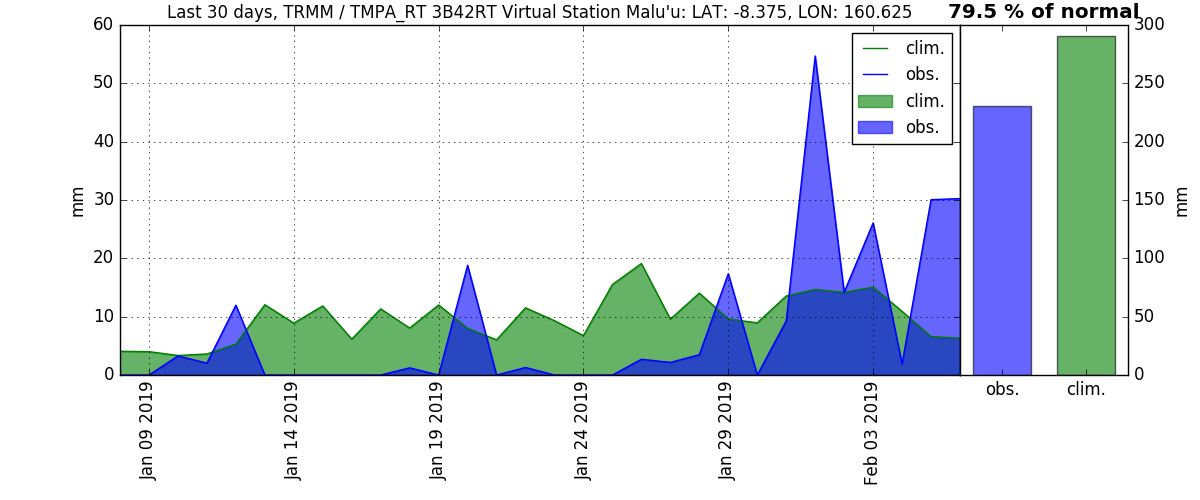 Last 30 days, TRMM / TMPA_RT 3B42RT Virtual Station Malu'u: LAT: -8.375, LON: 160.625
79.5 % of normal
60
50
40
30
20
10
0
mm
clim.
obs.
clim.
obs.
300
250
200
150
100
50
0
mm
Jan 09 2019
Jan 14 2019
Jan 19 2019
Jan 24 2019
Jan 29 2019
Feb 03 2019
obs.
clim.